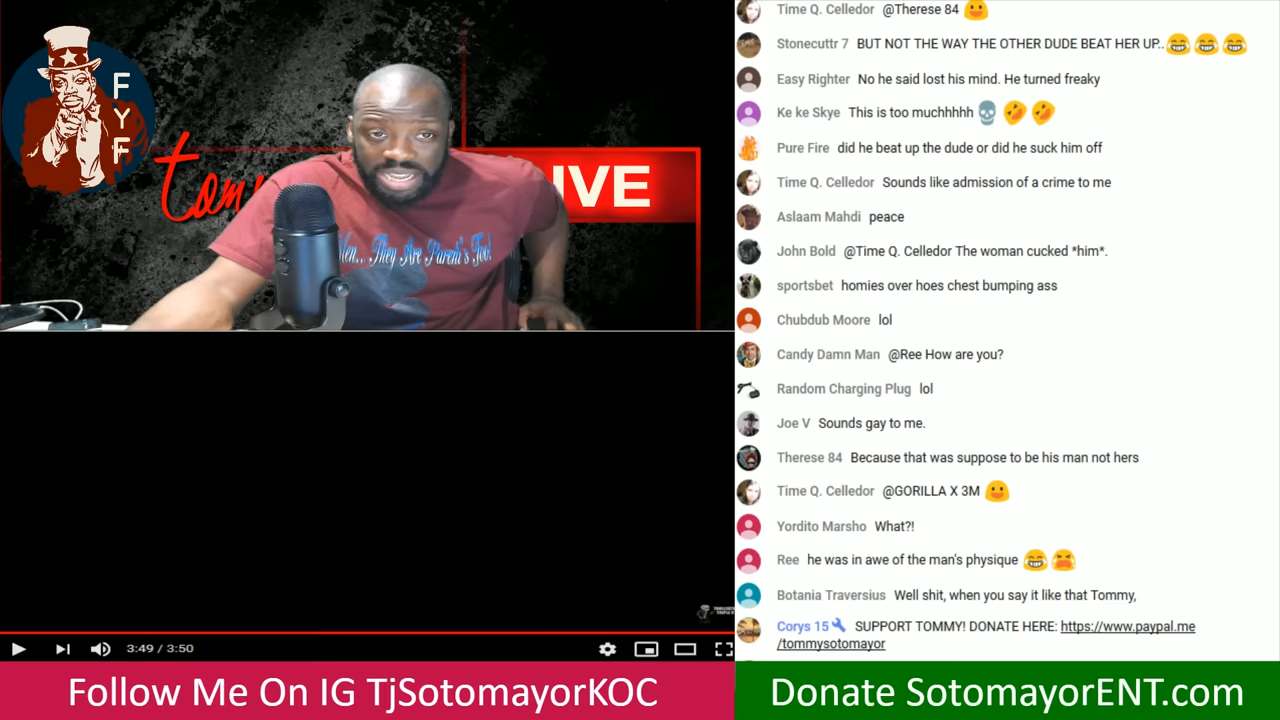 F
Y
F
tom
IVE
Men... They Are Parent's Too!
3:49 / 3:50
Follow Me On IG TjSotomayorKOC
Time Q. Celledor @Therese 84 😃
Stonecuttr 7 BUT NOT THE WAY THE OTHER DUDE BEAT HER UP.. 😂 😂 😂
Easy Righter No he said lost his mind. He turned freaky
Ke ke Skye This is too muchhhhh 💀 🤣 🤣
Pure Fire did he beat up the dude or did he suck him off
Time Q. Celledor Sounds like admission of a crime to me
Aslaam Mahdi peace
John Bold @Time Q. Celledor The woman cucked *him*.
sportsbet homies over hoes chest bumping ass
Chubdub Moore lol
Candy Damn Man @Ree How are you?
Random Charging Plug lol
Joe V Sounds gay to me.
Therese 84 Because that was suppose to be his man not hers
Time Q. Celledor @GORILLA X 3M 😃
Yordito Marsho What?!
Ree he was in awe of the man's physique 😂 😫
Botania Traversius Well shit, when you say it like that Tommy,
Corys 15 🔧 SUPPORT TOMMY! DONATE HERE: https://www.paypal.me
/tommysotomayor
Donate SotomayorENT.com